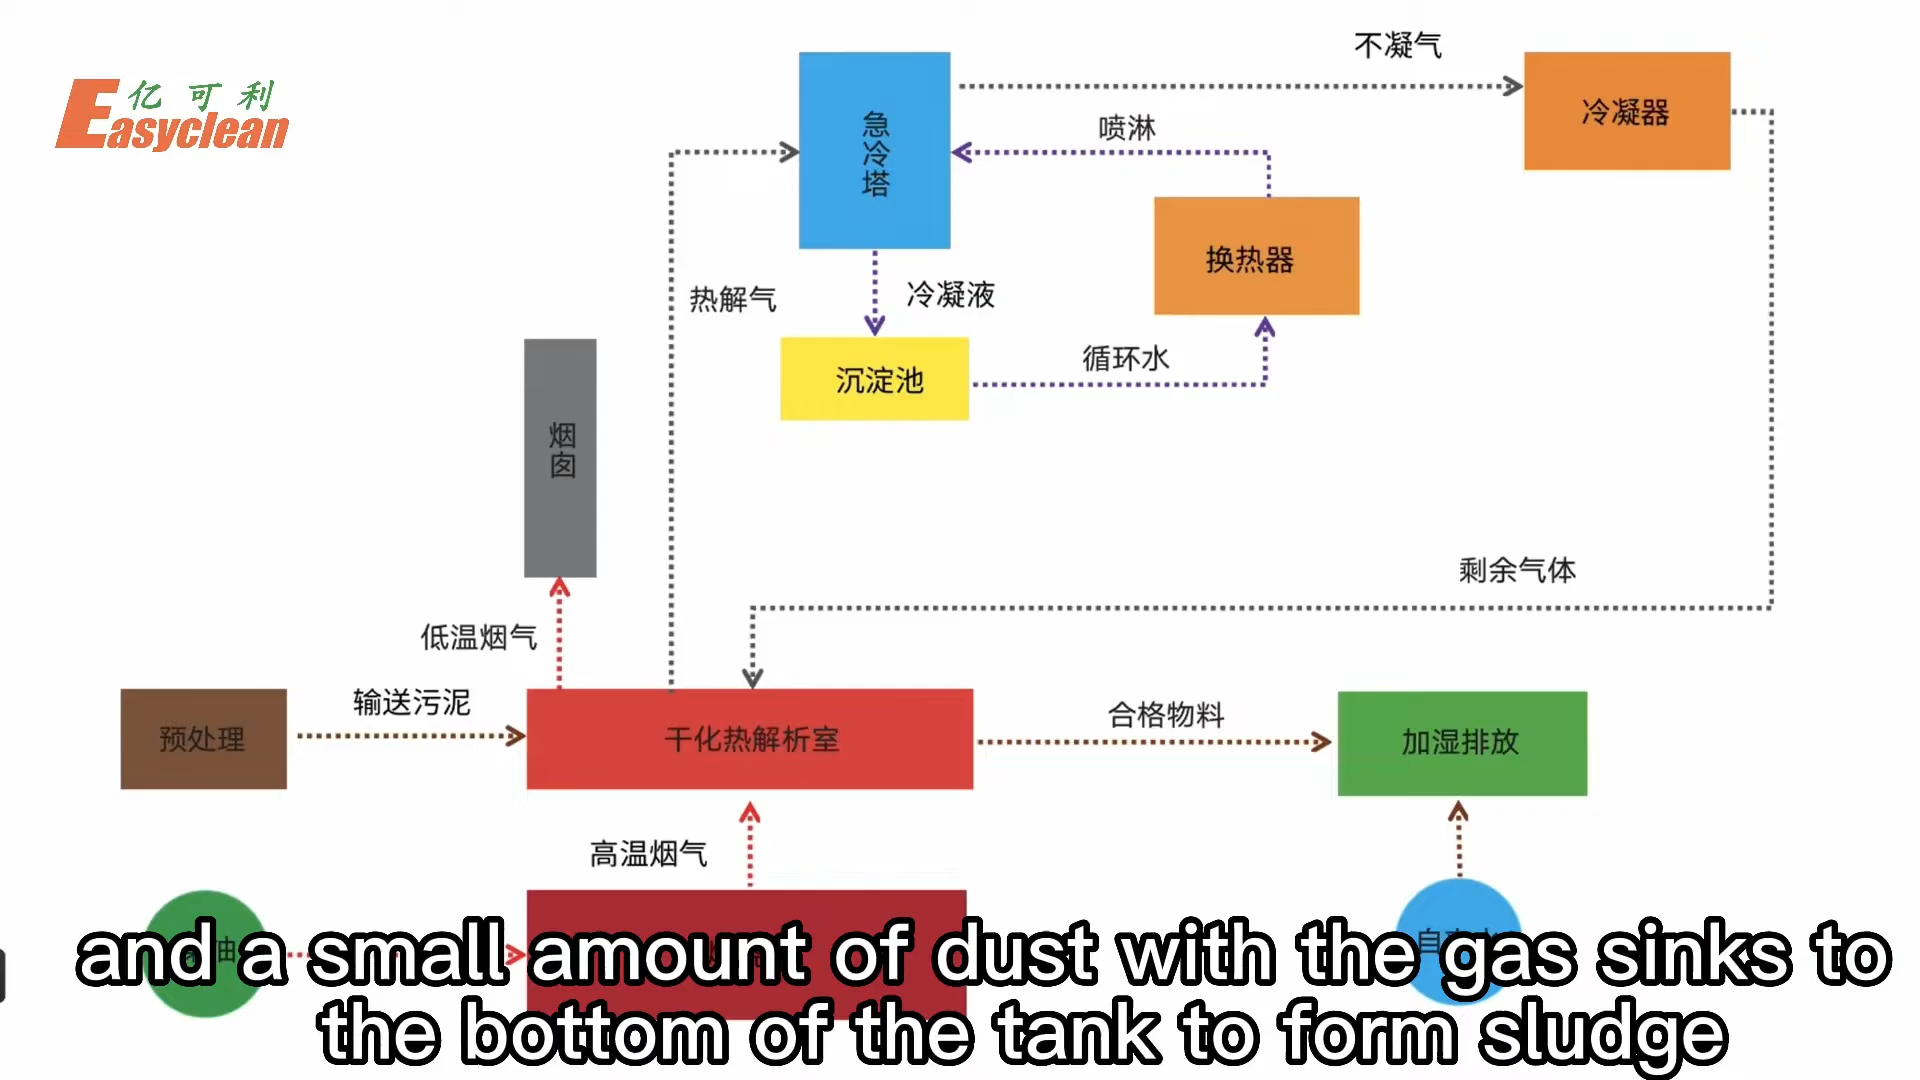 亿可利
Easyclean
不凝气
冷凝器
急冷塔
喷淋
换热器
热解气
冷凝液
沉淀池
循环水
烟囱
剩余气体
低温烟气
预处理
输送污泥
干化热解析室
合格物料
加湿排放
高温烟气
and a small amount of dust with the gas sinks to
the bottom of the tank to form sludge